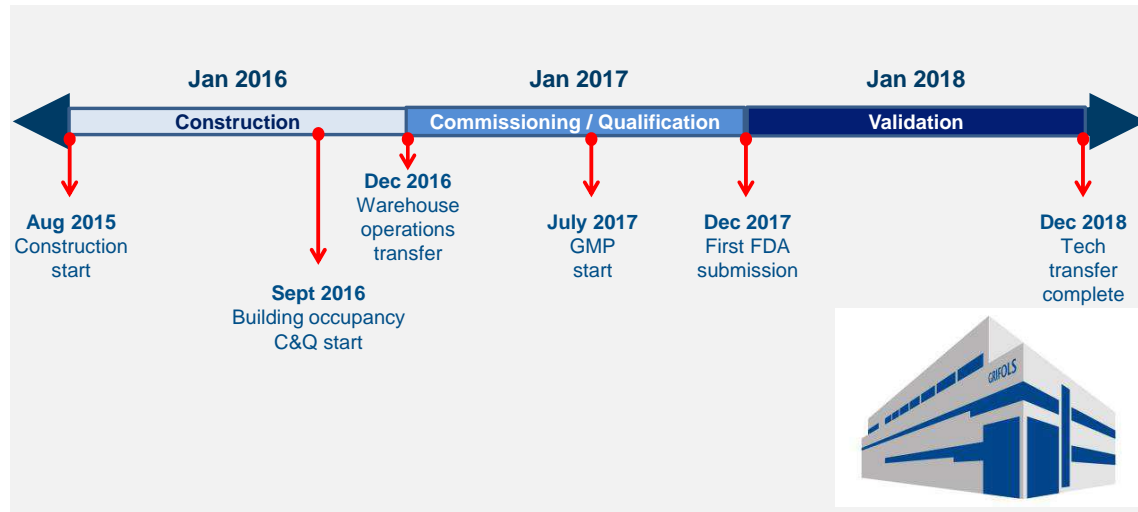 Jan 2016
Jan 2017
Jan 2018
Construction
Commissioning / Qualification
Validation
Aug 2015
Construction
start
Sept 2016
Building occupancy
C&Q start
Dec 2016
Warehouse
operations
transfer
July 2017
GMP
start
Dec 2017
First FDA
submission
Dec 2018
Tech
transfer
complete
GRIFOLS